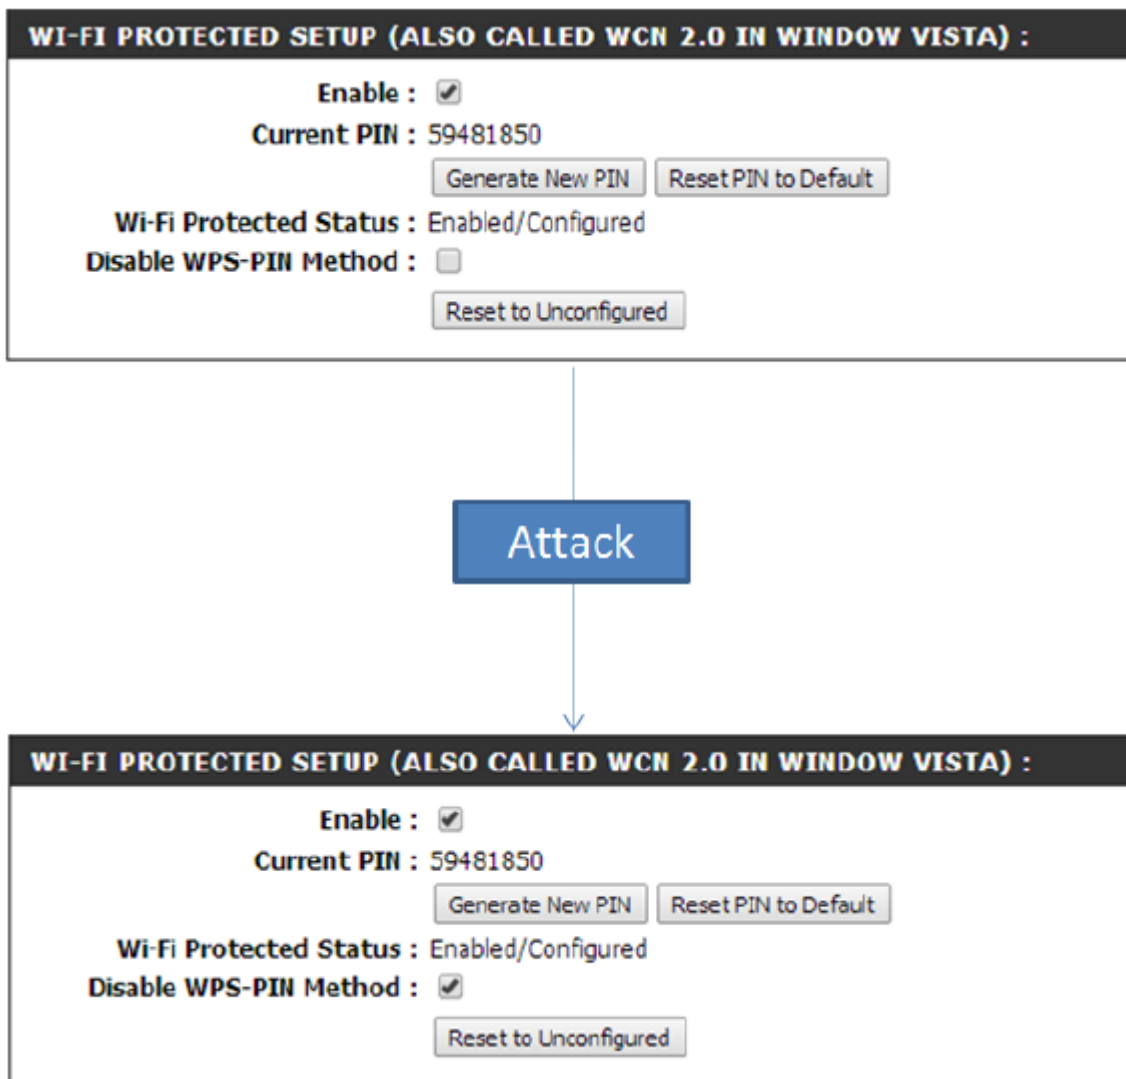 WI-FI PROTECTED SETUP (ALSO CALLED WCN 2.0 IN WINDOW VISTA) :
Enable :
Current PIN : 59481850
Generate New PIN Reset PIN to Default
Wi-Fi Protected Status : Enabled/Configured
Disable WPS-PIN Method :
Reset to Unconfigured
Attack
WI-FI PROTECTED SETUP (ALSO CALLED WCN 2.0 IN WINDOW VISTA) :
Enable :
Current PIN : 59481850
Generate New PIN Reset PIN to Default
Wi-Fi Protected Status : Enabled/Configured
Disable WPS-PIN Method :
Reset to Unconfigured